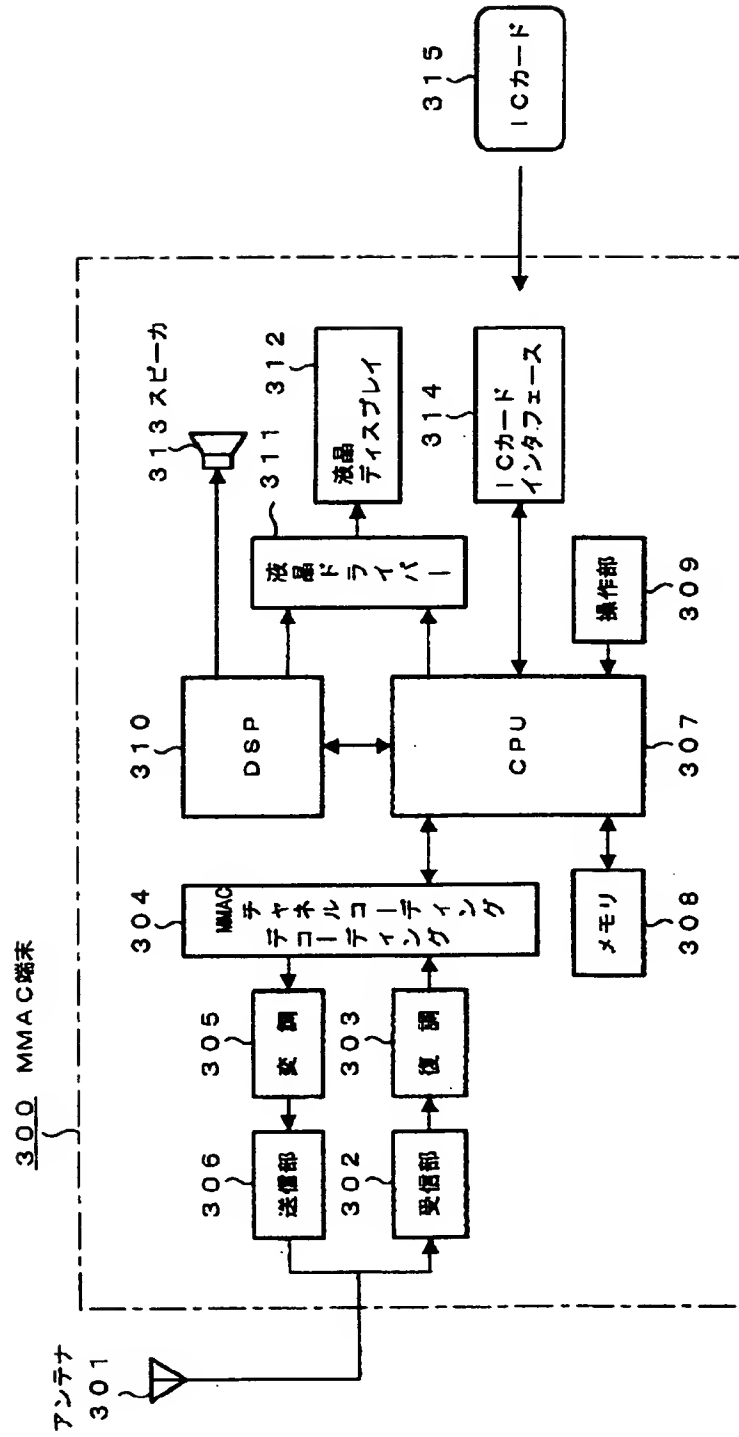 300 MMAC端末
アンテナ
301
306
送信部
305
変調
302
受信部
303
復調
304
MMAC
チャネルコーディング
デコーディング
310
DSP
CPU
307
メモリ
308
操作部
309
313 スピーカ
311
液晶ドライバー
312
液晶
ディスプレイ
314
ICカード
インタフェース
315
ICカード